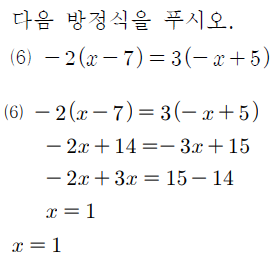 다음 방정식을 푸시오.
(6) －2(x－7)＝3(－x＋5)
(6) －2(x－7)＝3(－x＋5)
－2x＋14＝－3x＋15
－2x＋3x＝15－14
x＝1
x＝1